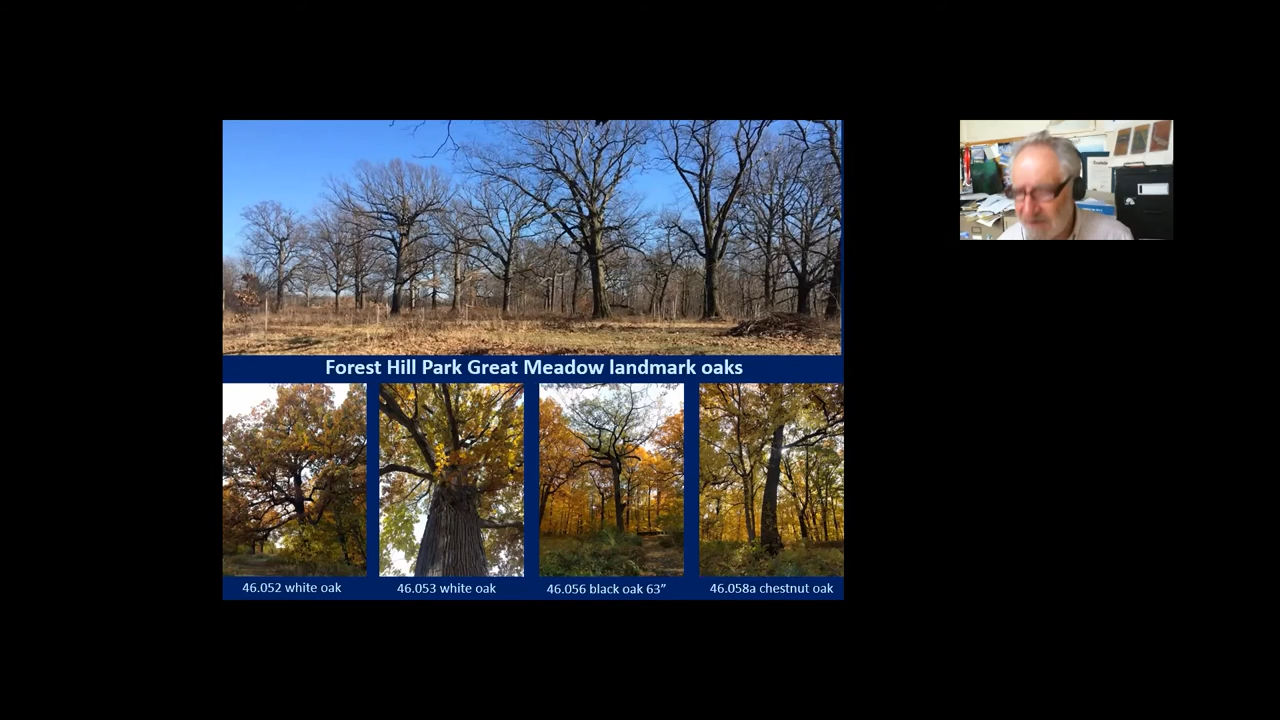 Forest Hill Park Great Meadow landmark oaks
46.052 white oak
46.053 white oak
46.056 black oak 63”
46.058a chestnut oak